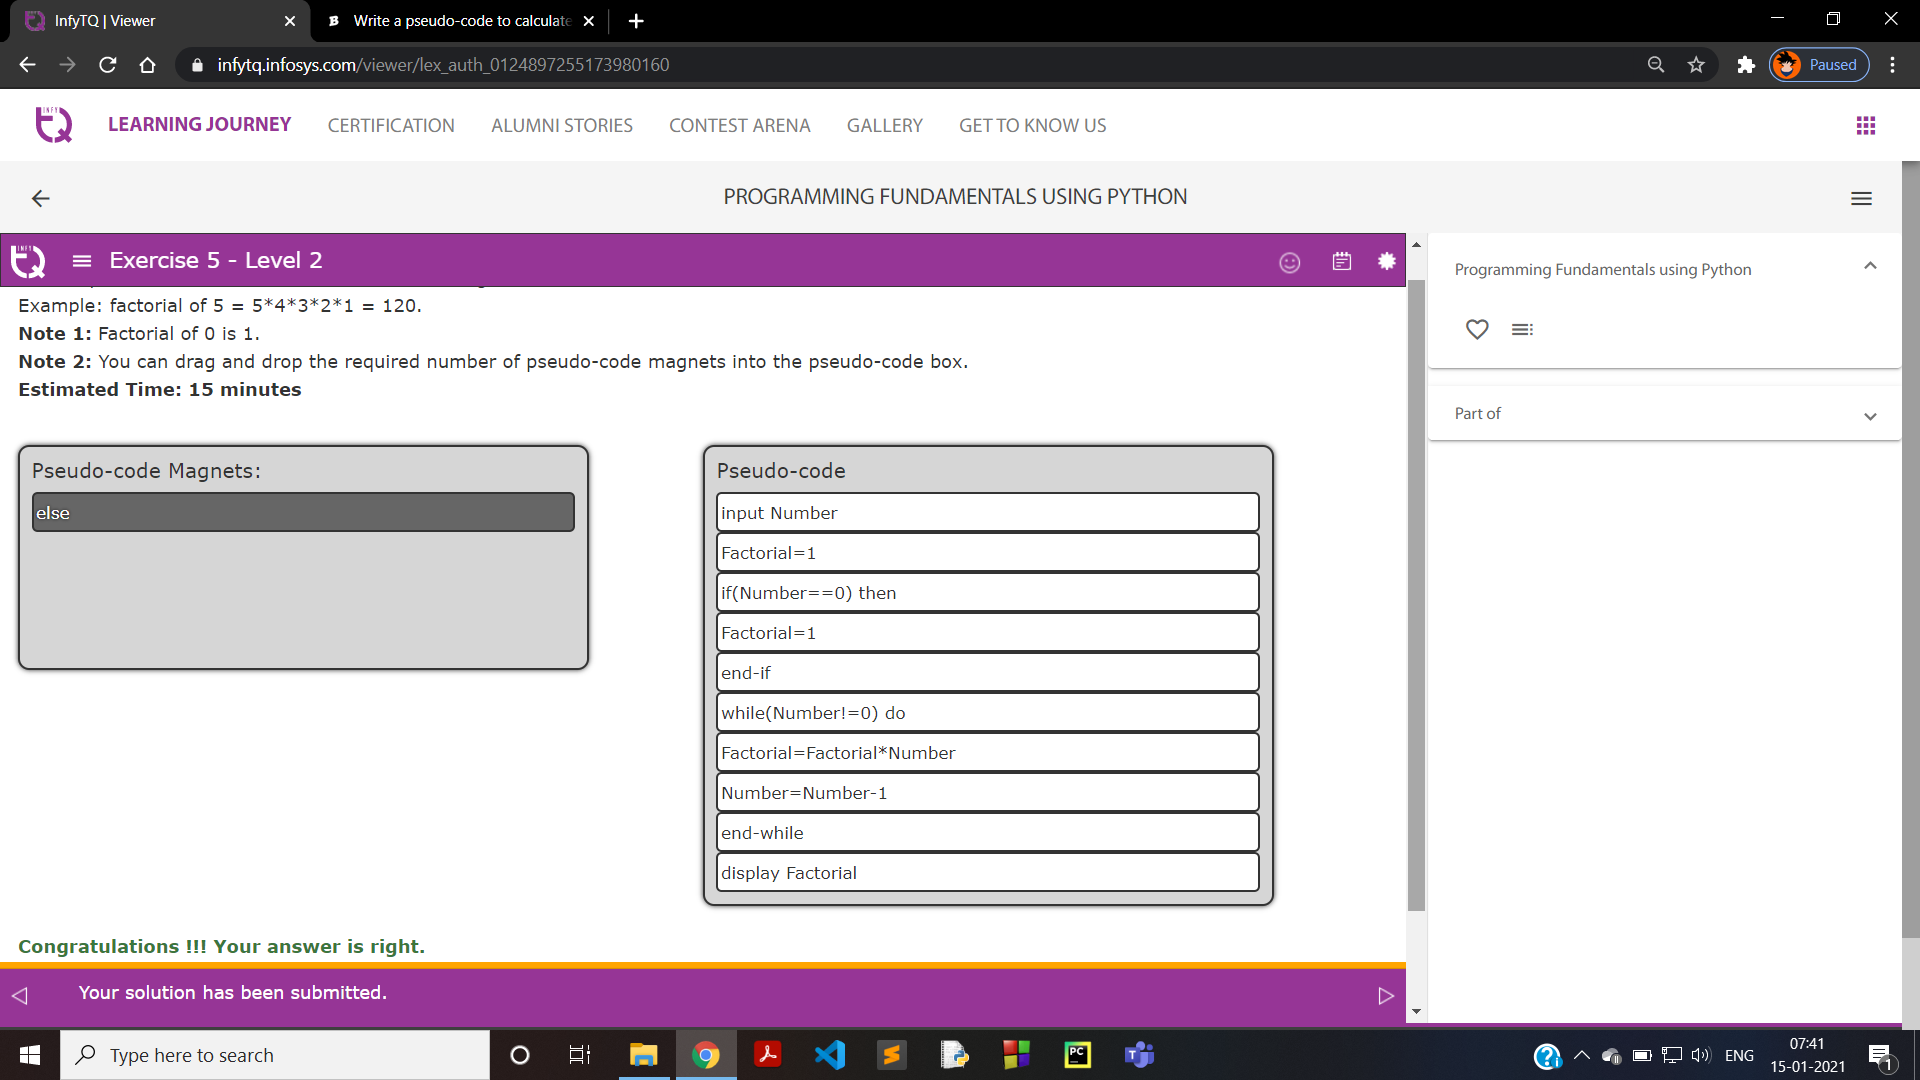 InfyTQ | Viewer
Write a pseudo-code to calculate
infytq.infosys.com/viewer/lex_auth_0124897255173980160
Paused
INFY
TQ
LEARNING JOURNEY
CERTIFICATION
ALUMNI STORIES
CONTEST ARENA
GALLERY
GET TO KNOW US
PROGRAMMING FUNDAMENTALS USING PYTHON
Exercise 5 - Level 2
Example: factorial of 5 = 5*4*3*2*1 = 120.
Note 1: Factorial of 0 is 1.
Note 2: You can drag and drop the required number of pseudo-code magnets into the pseudo-code box.
Estimated Time: 15 minutes
Pseudo-code Magnets:
else
Pseudo-code
input Number
Factorial=1
if(Number==0) then
Factorial=1
end-if
while(Number!=0) do
Factorial=Factorial*Number
Number=Number-1
end-while
display Factorial
Congratulations !!! Your answer is right.
Your solution has been submitted.
Programming Fundamentals using Python
Part of
Type here to search
PC
ENG
07:41
15-01-2021
1